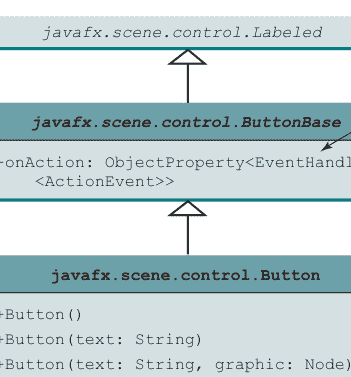 javafx.scene.control.Labeled
javafx.scene.control.ButtonBase
+onAction: ObjectProperty<EventHandl
<ActionEvent>>
javafx.scene.control.Button
+Button()
+Button(text: String)
+Button(text: String, graphic: Node)